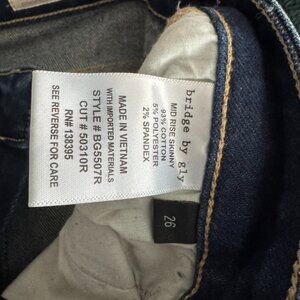 bridge by gly
MID RISE SKINNY
93% COTTON
5% POLYESTER
2% SPANDEX
MADE IN VIETNAM
WITH IMPORTED MATERIALS
STYLE # BG5507R
CUT # 50310R
RN# 138395
SEE REVERSE FOR CARE
26